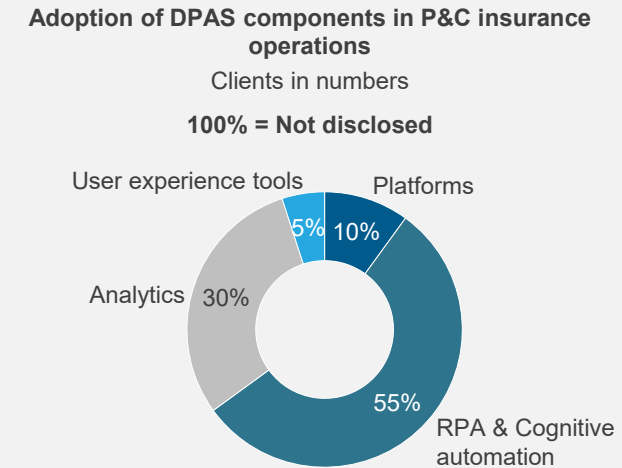 Adoption of DPAS components in P&C insurance
operations
Clients in numbers
100% = Not disclosed
User experience tools
Platforms
5%
10%
Analytics
30%
55%
RPA & Cognitive
automation